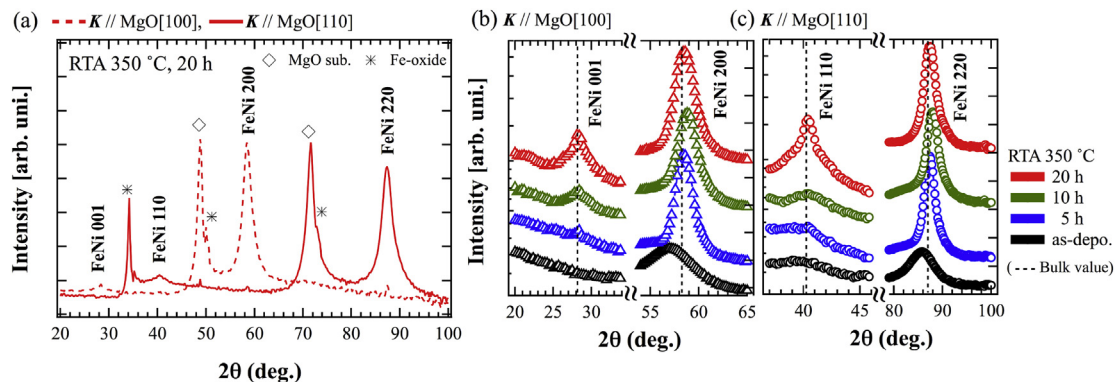 (a) K // MgO[100], K // MgO[110]
RTA 350 ˚C, 20 h
◇ MgO sub. ✳ Fe-oxide
FeNi 001
FeNi 110
FeNi 200
FeNi 220
Intensity [arb. uni.]
20 30 40 50 60 70 80 90 100
2θ (deg.)
(b) K // MgO[100]
FeNi 001
FeNi 200
Intensity [arb. uni.]
20 25 30 55 60 65
2θ (deg.)
(c) K // MgO[110]
FeNi 110
FeNi 220
40 45 80 90 100
2θ (deg.)
RTA 350 ˚C
20 h
10 h
5 h
as-depo.
(---- Bulk value)